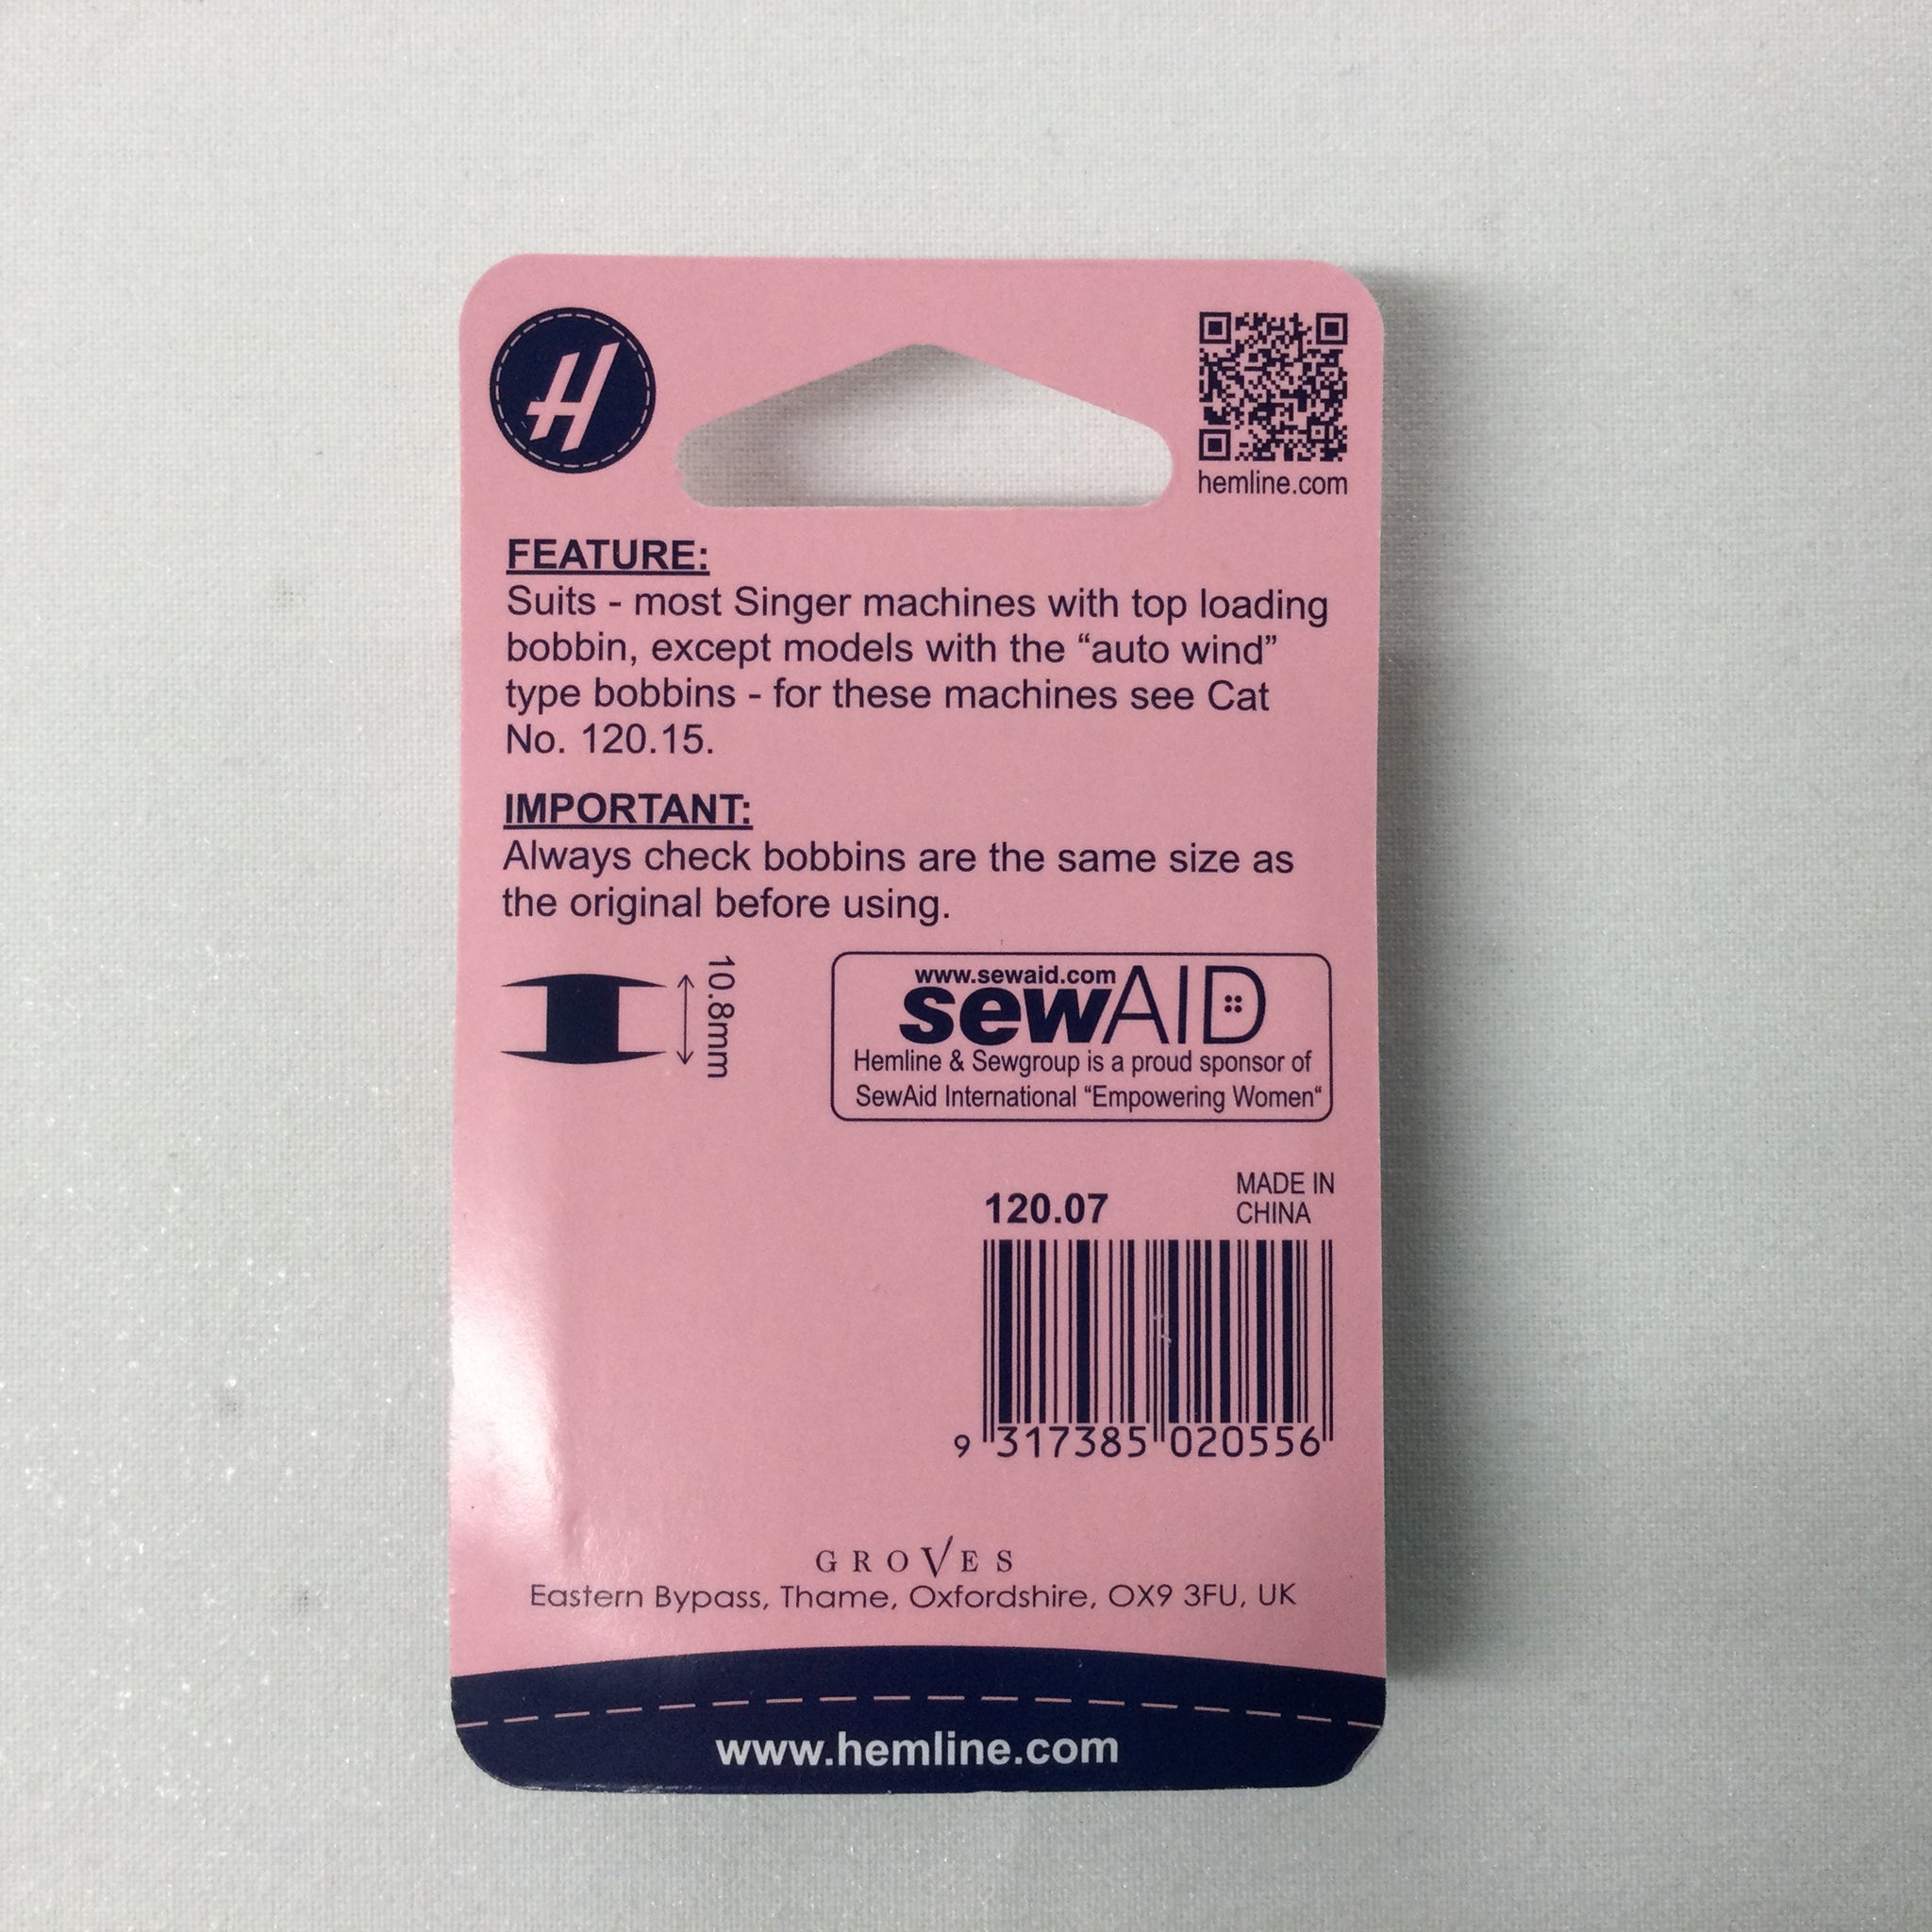 H
hemline.com
FEATURE:
Suits - most Singer machines with top loading
bobbin, except models with the “auto wind”
type bobbins - for these machines see Cat
No. 120.15.
IMPORTANT:
Always check bobbins are the same size as
the original before using.
10.8mm
www.sewaid.com
sewAID
Hemline & Sewgroup is a proud sponsor of
SewAid International “Empowering Women“
120.07
MADE IN
CHINA
9 317385 020556
GROVES
Eastern Bypass, Thame, Oxfordshire, OX9 3FU, UK
www.hemline.com